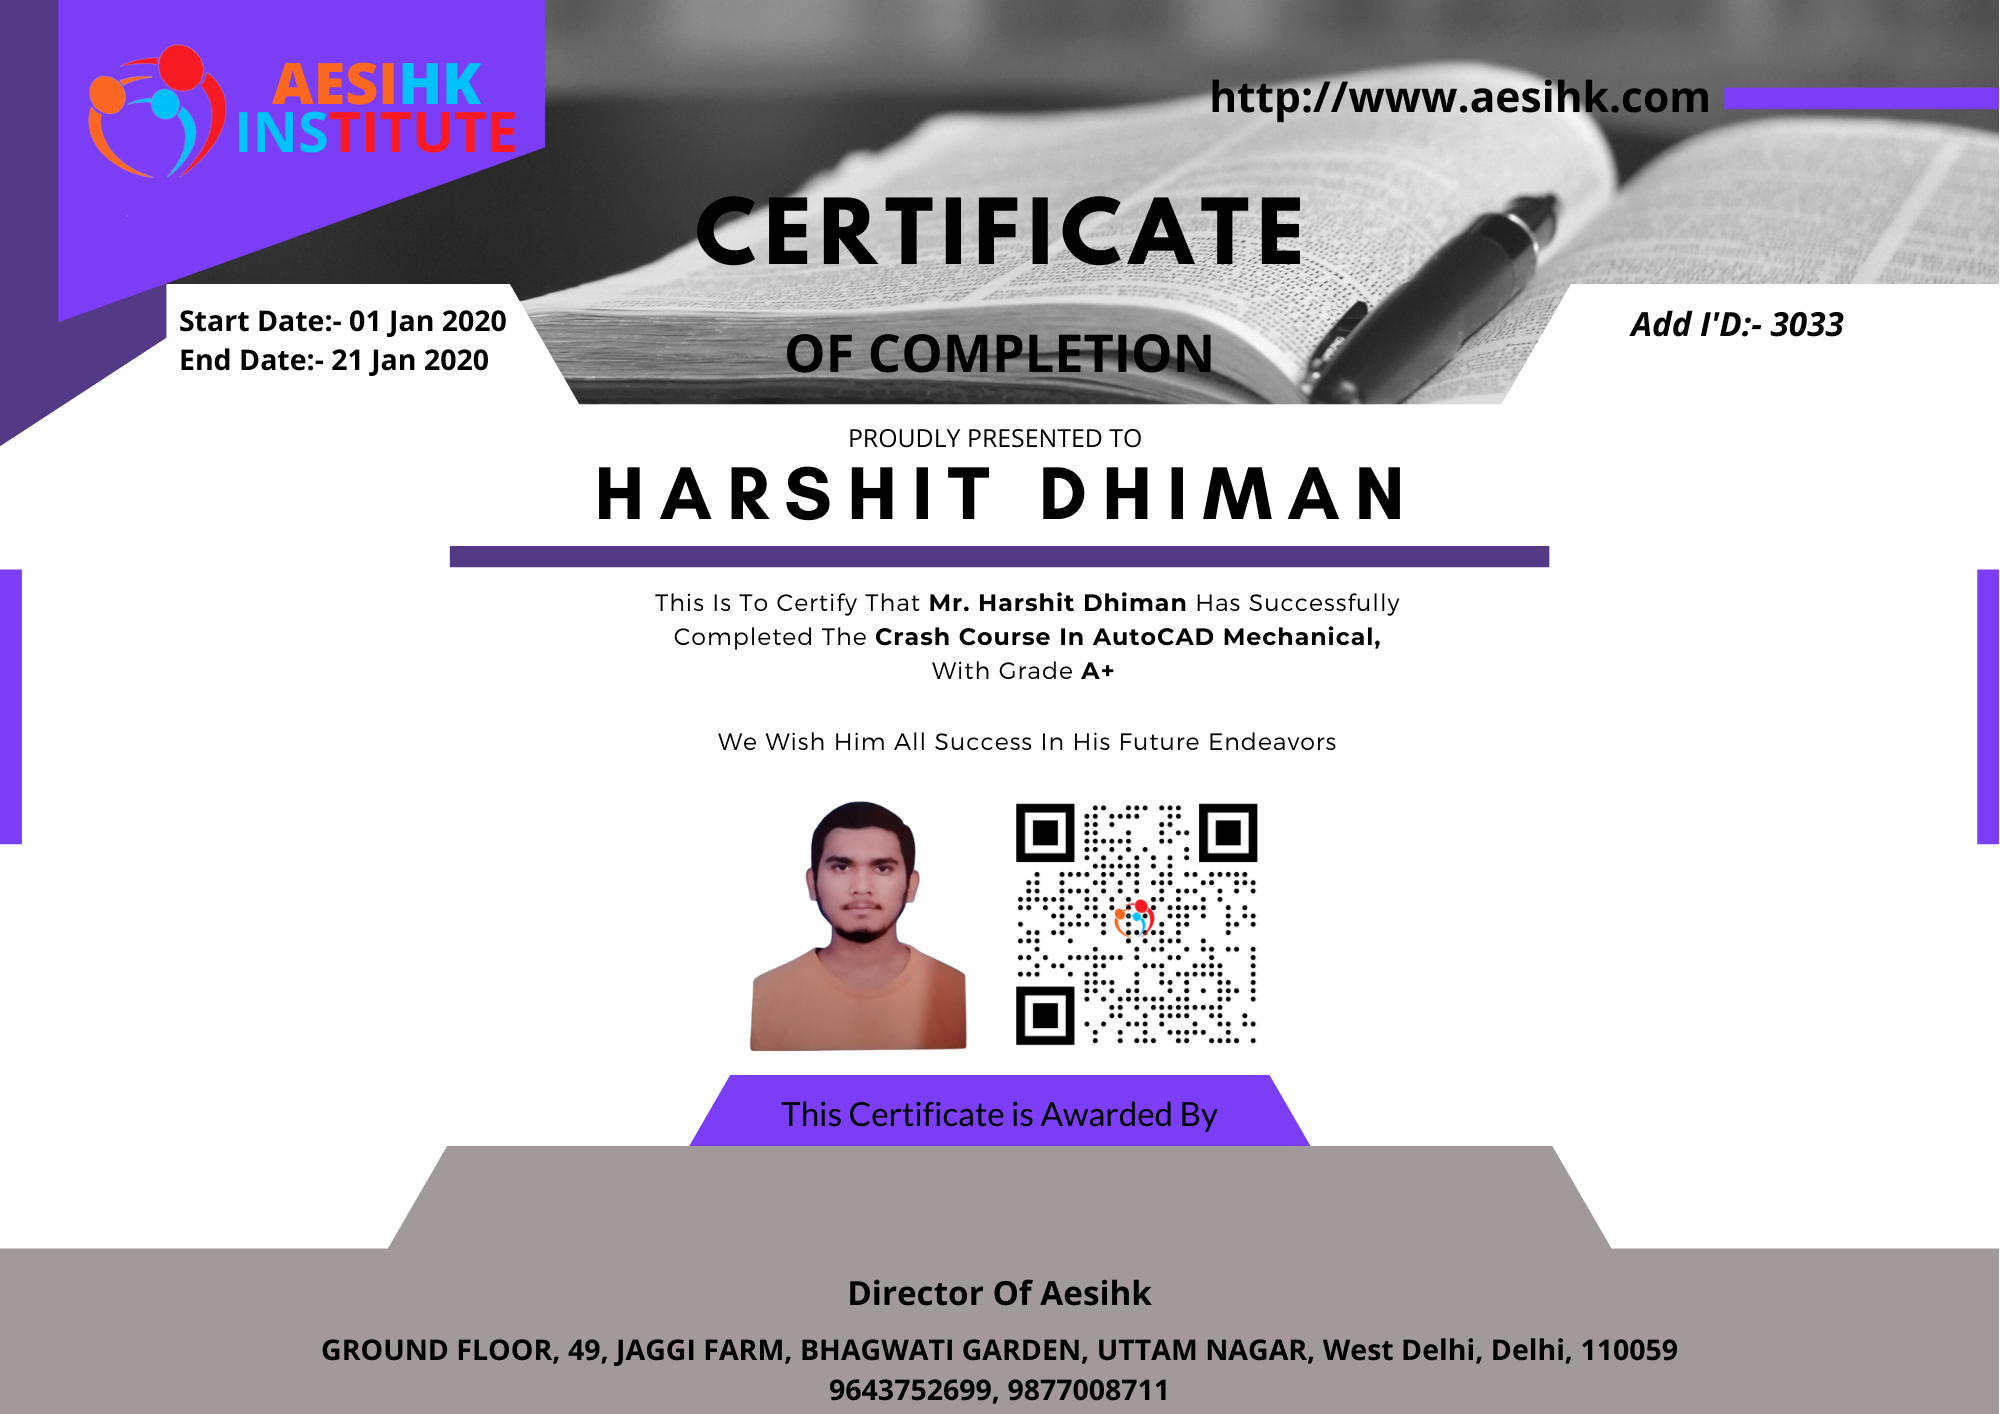 AESIHK
INSTITUTE
http://www.aesihk.com
CERTIFICATE
OF COMPLETION
Start Date:- 01 Jan 2020
End Date:- 21 Jan 2020
Add I'D:- 3033
PROUDLY PRESENTED TO
HARSHIT DHIMAN
This Is To Certify That Mr. Harshit Dhiman Has Successfully
Completed The Crash Course In AutoCAD Mechanical,
With Grade A+
We Wish Him All Success In His Future Endeavors
This Certificate is Awarded By
Director Of Aesihk
GROUND FLOOR, 49, JAGGI FARM, BHAGWATI GARDEN, UTTAM NAGAR, West Delhi, Delhi, 110059
9643752699, 9877008711